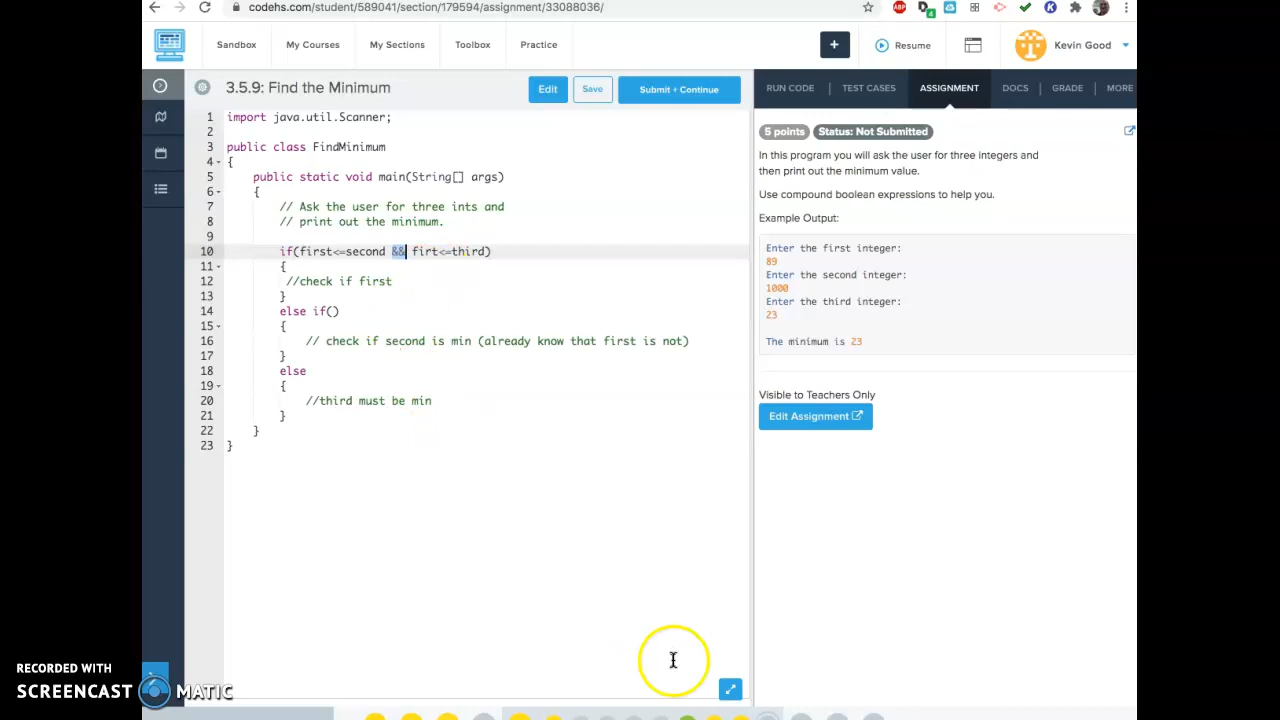 codehs.com/student/589041/section/179594/assignment/33088036/
Sandbox My Courses My Sections Toolbox Practice + Resume Kevin Good
3.5.9: Find the Minimum Edit Save Submit + Continue
RUN CODE TEST CASES ASSIGNMENT DOCS GRADE MORE
1 import java.util.Scanner;
2
3 public class FindMinimum
4 {
5 public static void main(String[] args)
6 {
7 // Ask the user for three ints and
8 // print out the minimum.
9
10 if(first<=second && firt<=third)
11 {
12 //check if first
13 }
14 else if()
15 {
16 // check if second is min (already know that first is not)
17 }
18 else
19 {
20 //third must be min
21 }
22 }
23 }
5 points Status: Not Submitted
In this program you will ask the user for three integers and
then print out the minimum value.
Use compound boolean expressions to help you.
Example Output:
Enter the first integer:
89
Enter the second integer:
1000
Enter the third integer:
23
The minimum is 23
Visible to Teachers Only
Edit Assignment
RECORDED WITH
SCREENCAST MATIC